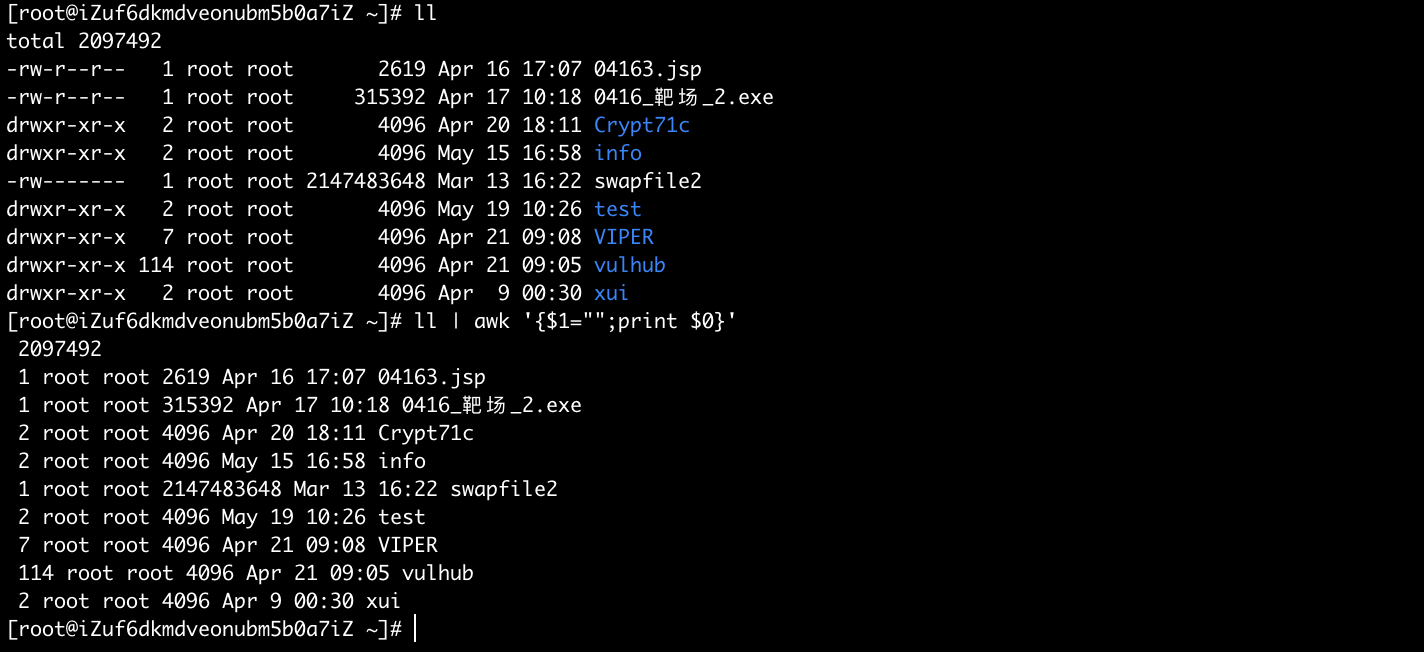 [root@iZuf6dkmdveonubm5b0a7iZ ~]# ll
total 2097492
-rw-r--r--   1 root root       2619 Apr 16 17:07 04163.jsp
-rw-r--r--   1 root root     315392 Apr 17 10:18 0416_靶场_2.exe
drwxr-xr-x   2 root root       4096 Apr 20 18:11 Crypt71c
drwxr-xr-x   2 root root       4096 May 15 16:58 info
-rw-------   1 root root 2147483648 Mar 13 16:22 swapfile2
drwxr-xr-x   2 root root       4096 May 19 10:26 test
drwxr-xr-x   7 root root       4096 Apr 21 09:08 VIPER
drwxr-xr-x 114 root root       4096 Apr 21 09:05 vulhub
drwxr-xr-x   2 root root       4096 Apr  9 00:30 xui
[root@iZuf6dkmdveonubm5b0a7iZ ~]# ll | awk '{$1="";print $0}'
 2097492
 1 root root 2619 Apr 16 17:07 04163.jsp
 1 root root 315392 Apr 17 10:18 0416_靶场_2.exe
 2 root root 4096 Apr 20 18:11 Crypt71c
 2 root root 4096 May 15 16:58 info
 1 root root 2147483648 Mar 13 16:22 swapfile2
 2 root root 4096 May 19 10:26 test
 7 root root 4096 Apr 21 09:08 VIPER
 114 root root 4096 Apr 21 09:05 vulhub
 2 root root 4096 Apr 9 00:30 xui
[root@iZuf6dkmdveonubm5b0a7iZ ~]#